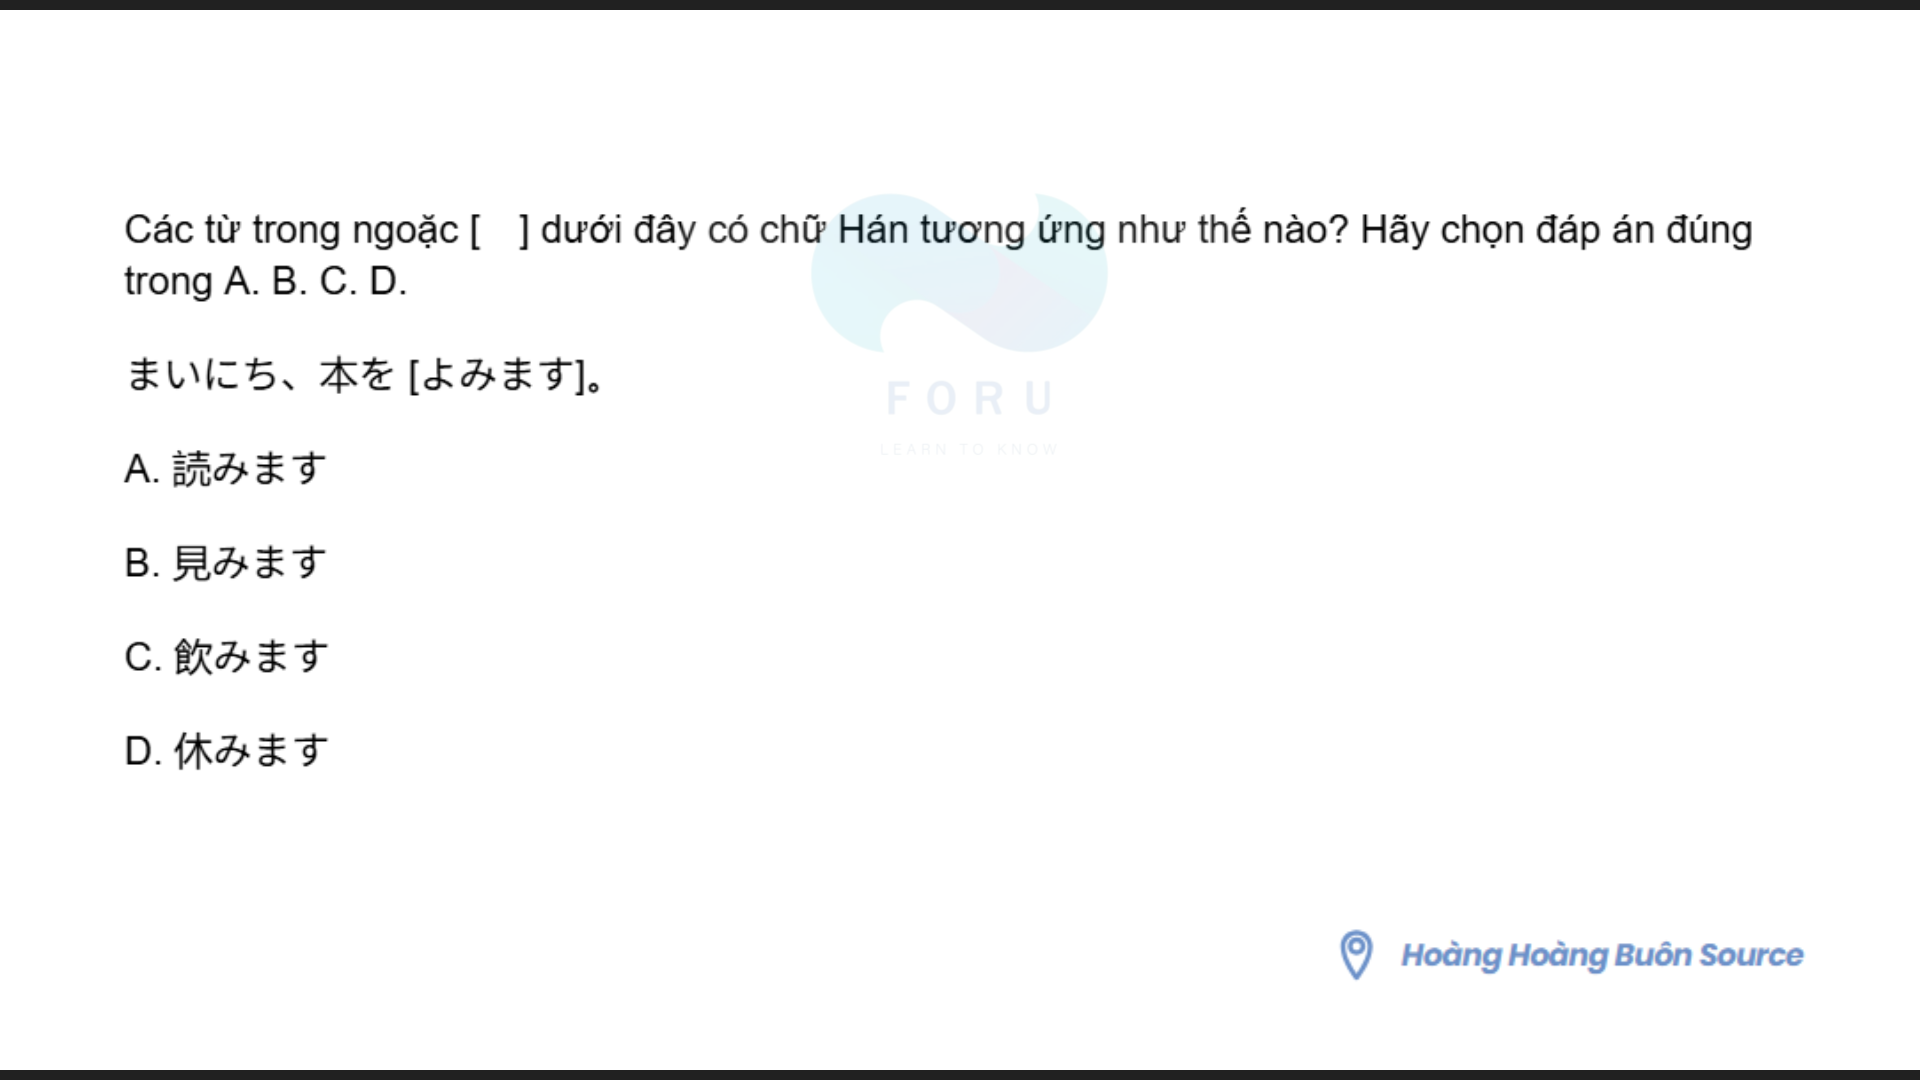 Các từ trong ngoặc [   ] dưới đây có chữ Hán tương ứng như thế nào? Hãy chọn đáp án đúng
trong A. B. C. D.
まいにち、本を [よみます]。
FORU
LEARN TO KNOW
A. 読みます
B. 見みます
C. 飲みます
D. 休みます
Hoàng Hoàng Buôn Source